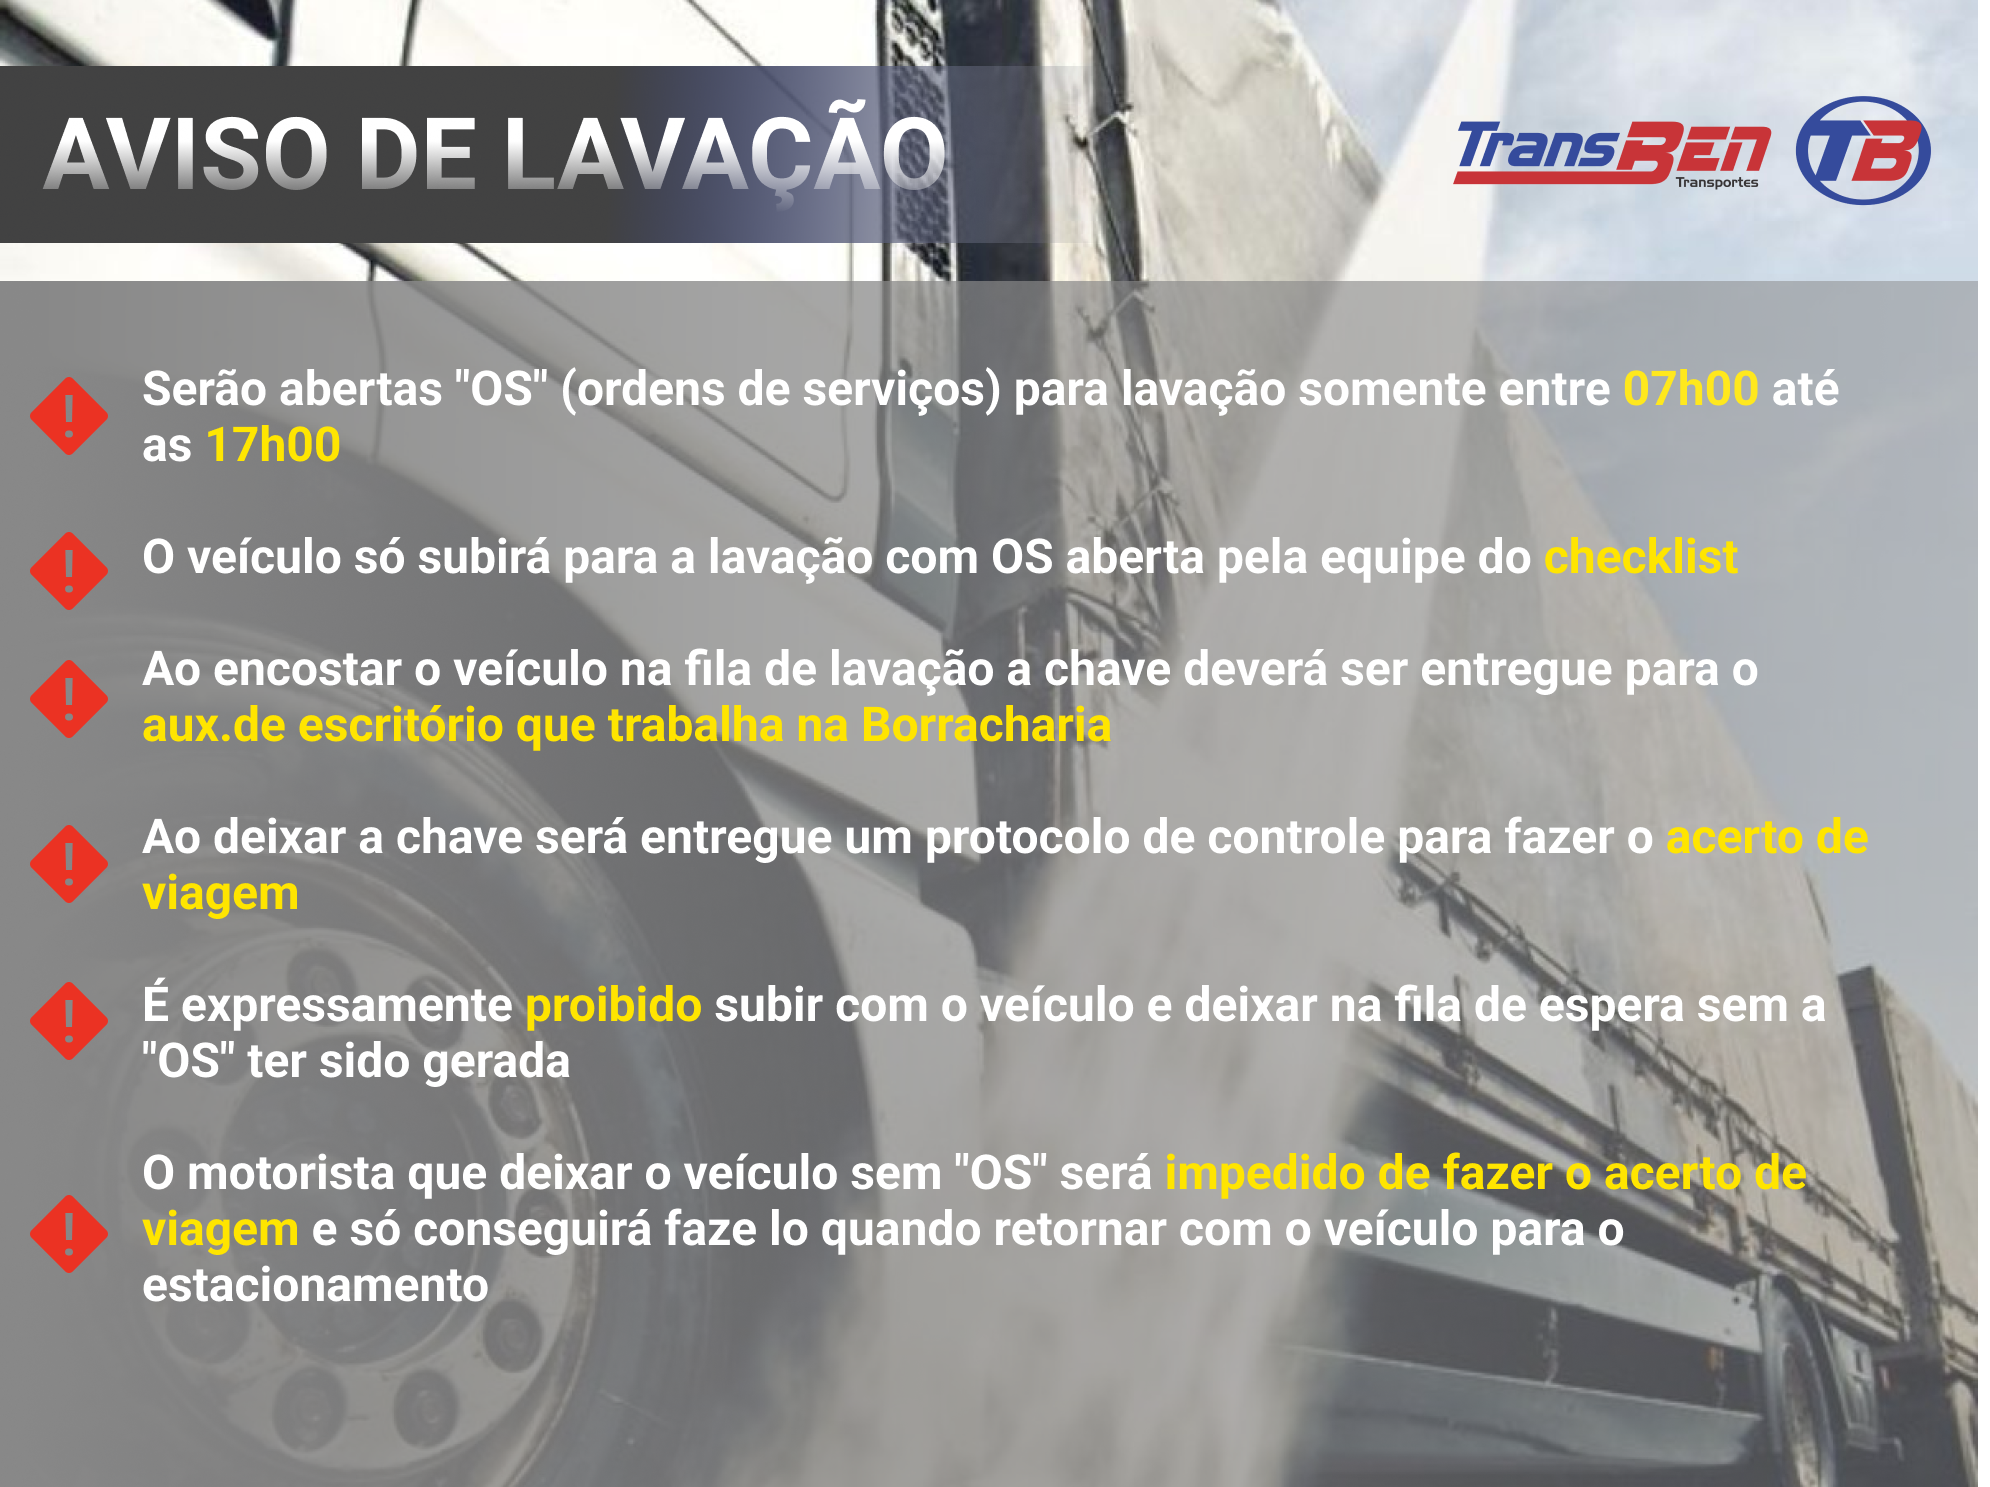 AVISO DE LAVAÇÃO
TransBEN
Transportes
TB
Serão abertas "OS" (ordens de serviços) para lavação somente entre 07h00 até
as 17h00
O veículo só subirá para a lavação com OS aberta pela equipe do checklist
Ao encostar o veículo na fila de lavação a chave deverá ser entregue para o
aux.de escritório que trabalha na Borracharia
Ao deixar a chave será entregue um protocolo de controle para fazer o acerto de
viagem
É expressamente proibido subir com o veículo e deixar na fila de espera sem a
"OS" ter sido gerada
O motorista que deixar o veículo sem "OS" será impedido de fazer o acerto de
viagem e só conseguirá faze lo quando retornar com o veículo para o
estacionamento